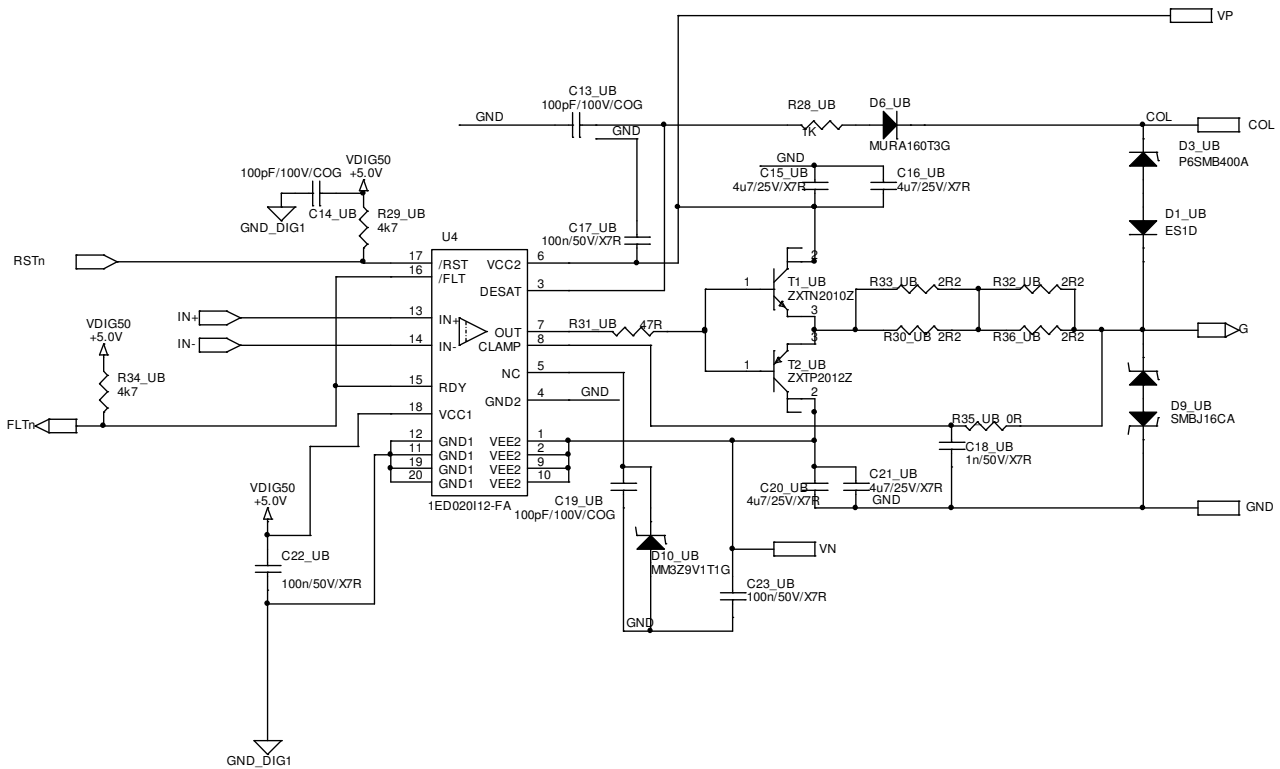 VP
C13_UB
100pF/100V/COG
GND
GND
R28_UB
1K
D6_UB
MURA160T3G
COL
COL
D3_UB
P6SMB400A
VDIG50
+5.0V
100pF/100V/COG
C14_UB
GND_DIG1
R29_UB
4k7
GND
C15_UB
4u7/25V/X7R
C16_UB
4u7/25V/X7R
D1_UB
ES1D
C17_UB
100n/50V/X7R
U4
RSTn
17
/RST
VCC2
6
16
/FLT
DESAT
3
2
1
T1_UB
ZXTN2010Z
3
R33_UB
2R2
R32_UB
2R2
IN+
13
IN+
OUT
7
R31_UB
47R
R30_UB
2R2
R36_UB
2R2
G
IN-
14
IN-
CLAMP
8
3
T2_UB
ZXTP2012Z
1
2
VDIG50
+5.0V
R34_UB
4k7
NC
5
15
RDY
GND2
4
GND
FLTn
18
VCC1
R35_UB
0R
D9_UB
SMBJ16CA
12
GND1
VEE2
1
11
GND1
VEE2
2
19
GND1
VEE2
9
20
GND1
VEE2
10
1ED020I12-FA
C18_UB
1n/50V/X7R
C20_UB
4u7/25V/X7R
C21_UB
4u7/25V/X7R
GND
GND
VDIG50
+5.0V
C19_UB
100pF/100V/COG
C22_UB
100n/50V/X7R
D10_UB
MM3Z9V1T1G
VN
C23_UB
100n/50V/X7R
GND
GND_DIG1